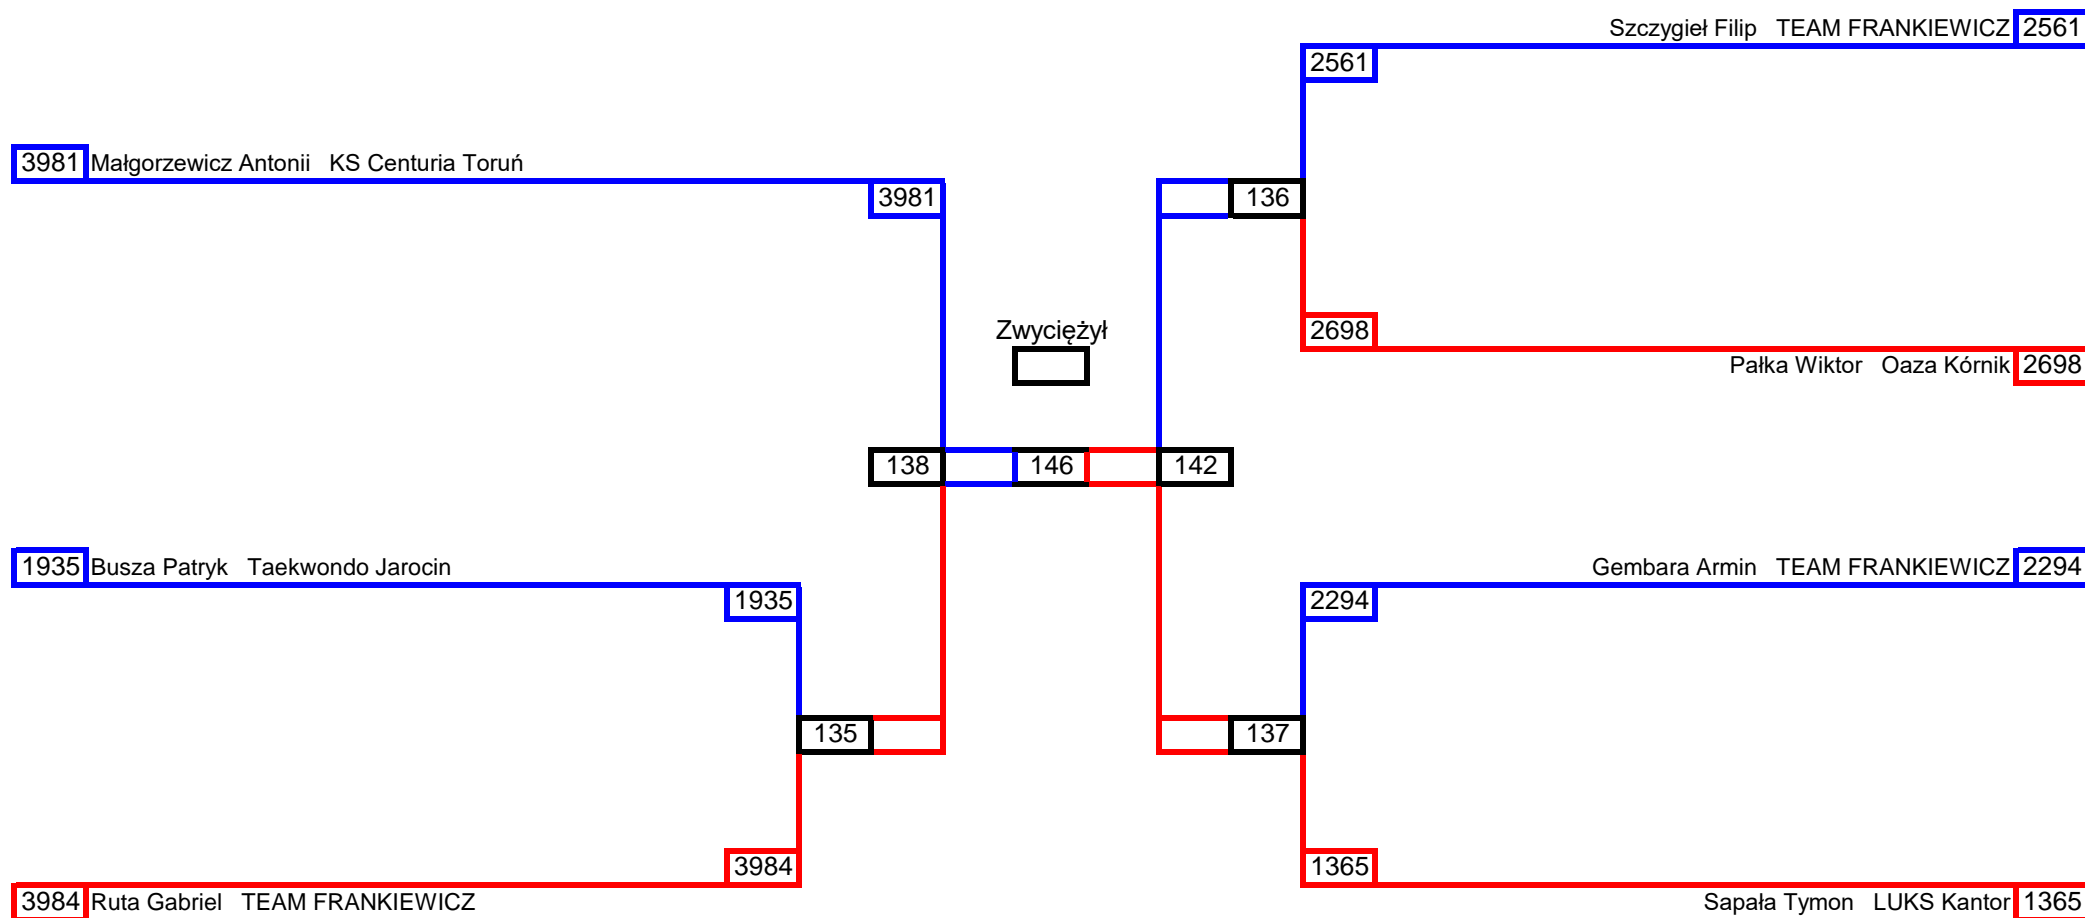 Szczygieł Filip TEAM FRANKIEWICZ 2561
2561
3981 Małgorzewicz Antonii KS Centuria Toruń
3981
136
Zwyciężył
2698
Pałka Wiktor Oaza Kórnik 2698
138 146 142
1935 Busza Patryk Taekwondo Jarocin
Gembara Armin TEAM FRANKIEWICZ 2294
1935
2294
135
137
3984
1365
3984 Ruta Gabriel TEAM FRANKIEWICZ
Sapała Tymon LUKS Kantor 1365